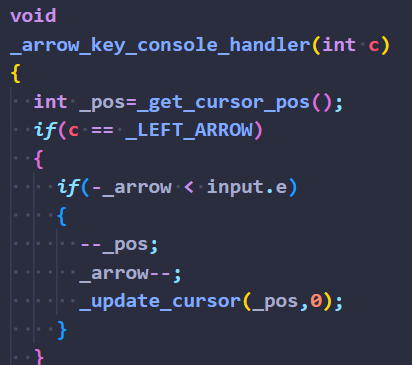 void
_arrow_key_console_handler(int c)
{
  int _pos=_get_cursor_pos();
  if(c == _LEFT_ARROW)
  {
    if(-_arrow < input.e)
    {
      --_pos;
      _arrow--;
      _update_cursor(_pos,0);
    }
  }